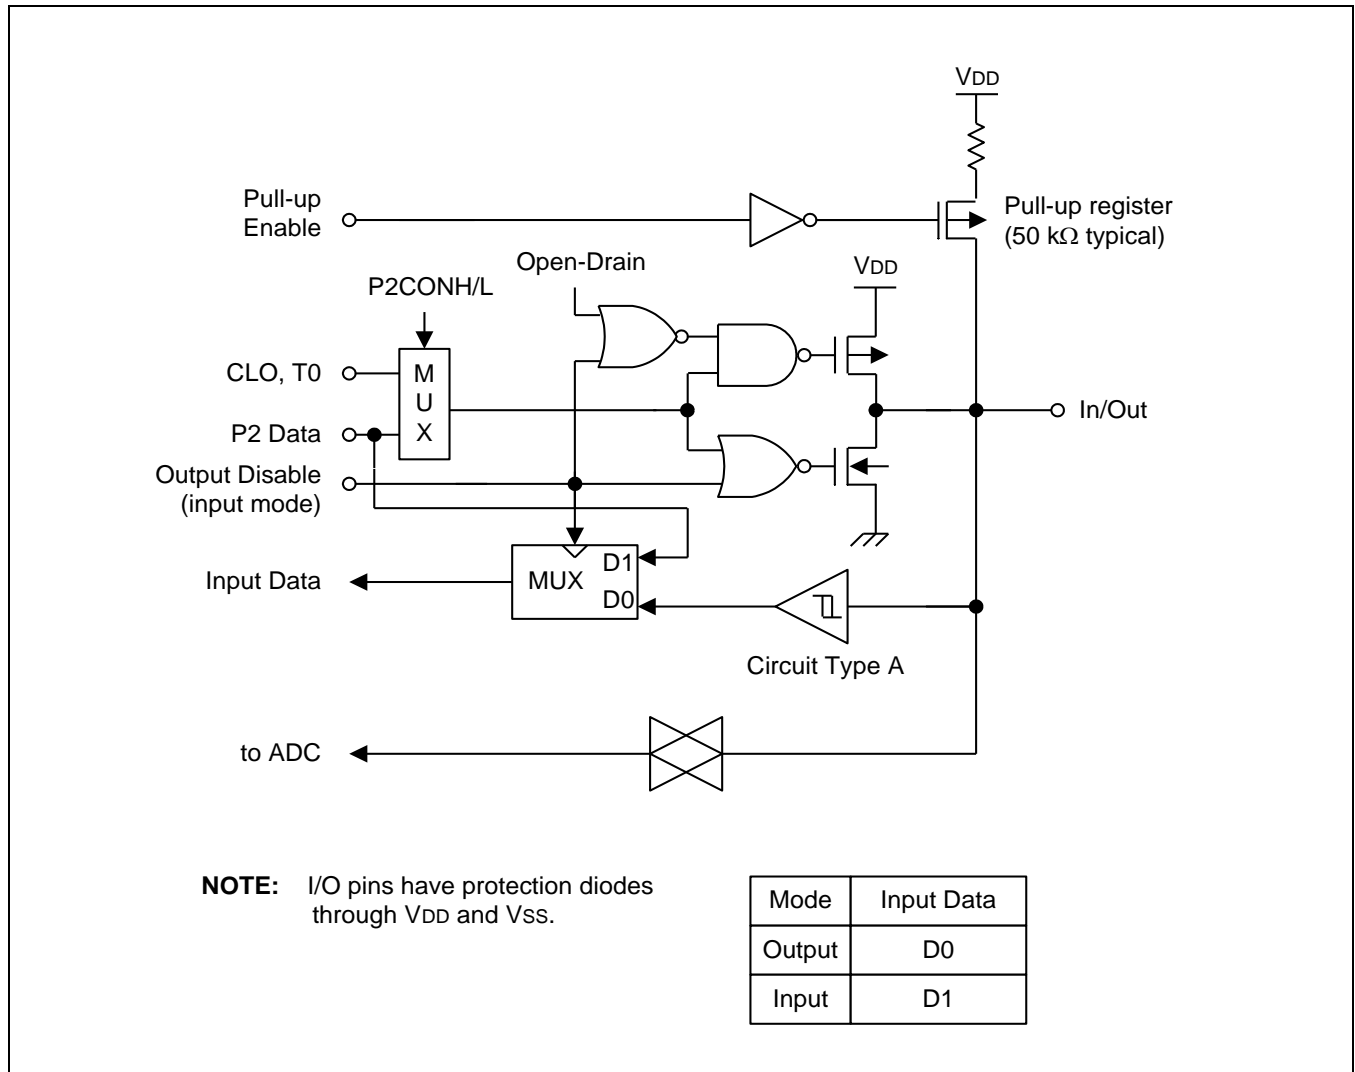 VDD
Pull-up
Enable
Pull-up register
(50 kΩ typical)
Open-Drain
VDD
P2CONH/L
CLO, T0
M
U
X
P2 Data
In/Out
Output Disable
(input mode)
Input Data
MUX
D1
D0
Circuit Type A
to ADC
NOTE: I/O pins have protection diodes
through VDD and VSS.
Mode Input Data
Output D0
Input D1